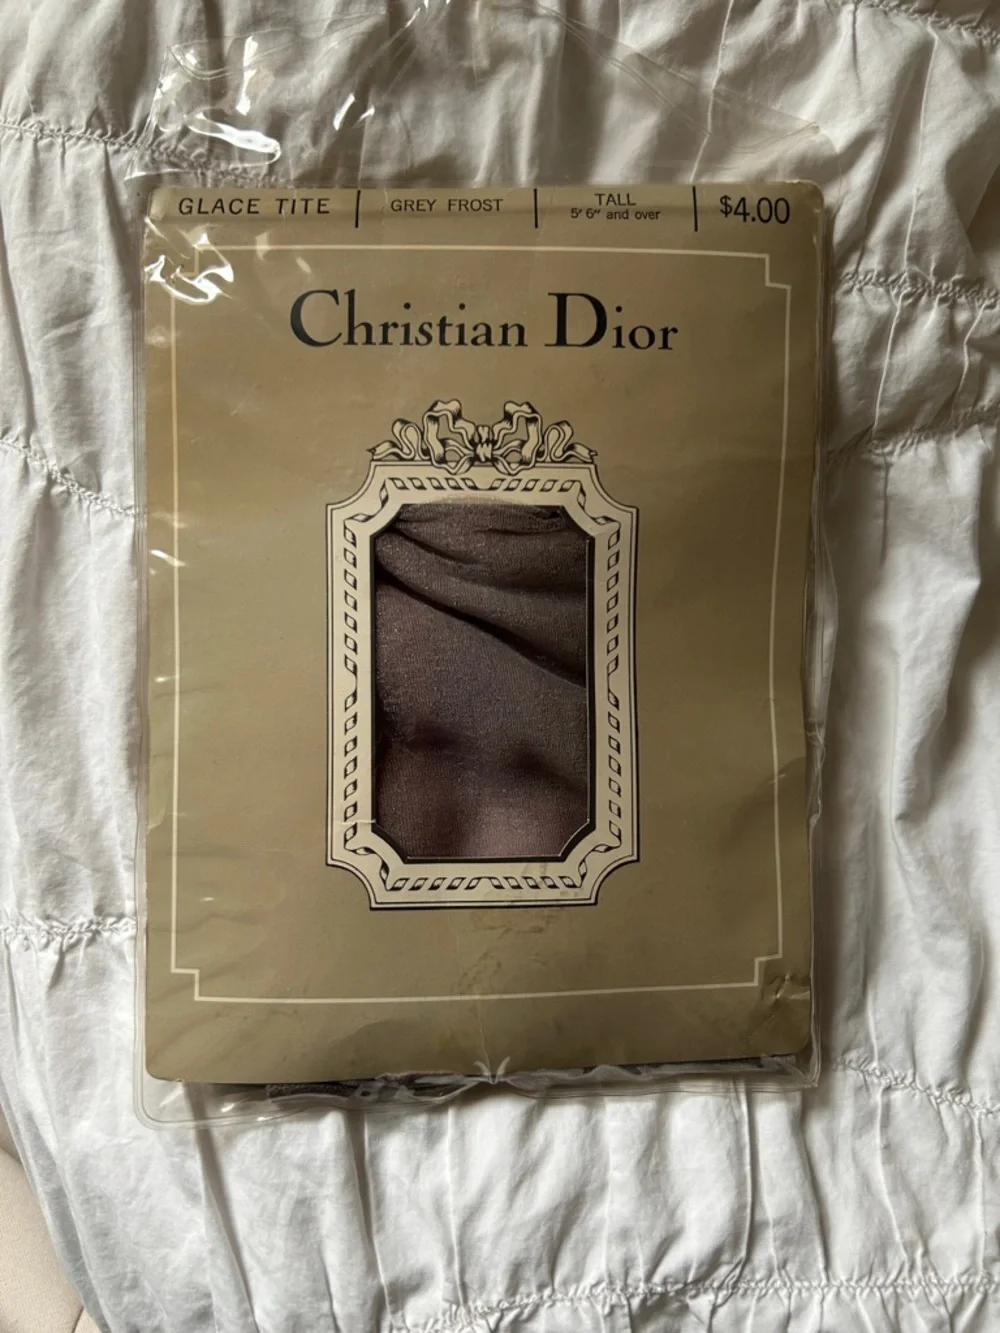 GLACE TITE
GREY FROST
TALL
5' 6" and over
$4.00
Christian Dior